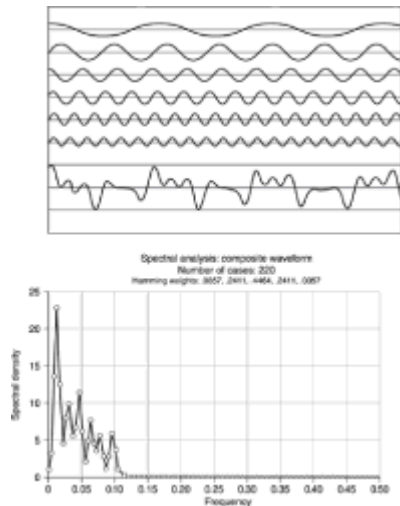 Spectral analysis: composite waveform
Number of cases: 220
Hamming weights: .0357, .2411, .4464, .2411, .0357
25
20
15
10
5
0
Spectral density
0 0.05 0.10 0.15 0.20 0.25 0.30 0.35 0.40 0.45 0.50
Frequency